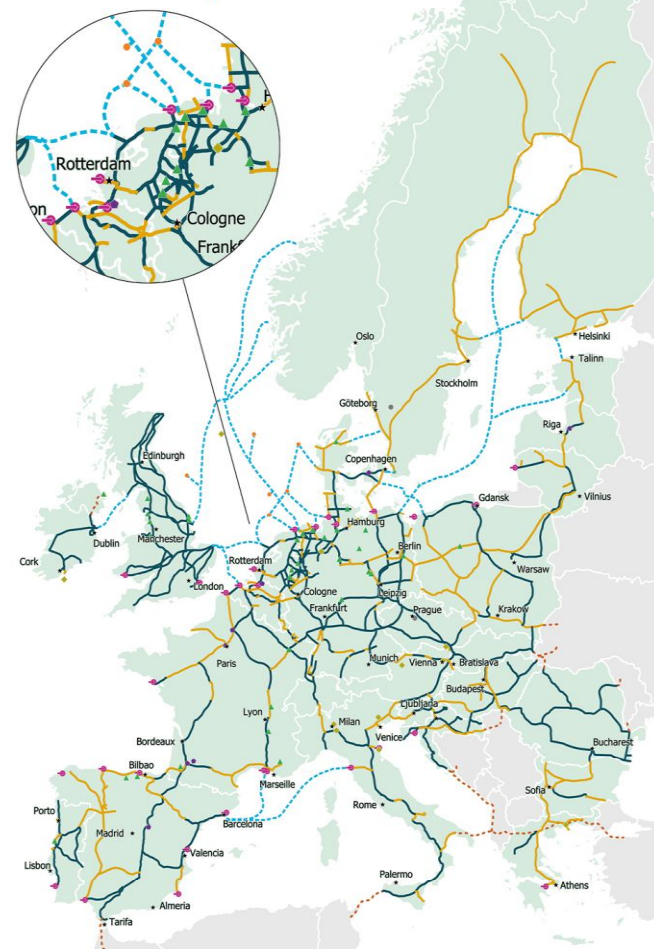 H
Rotterdam
on
Cologne
Frankf
Oslo
Helsinki
Talinn
Stockholm
Göteborg
Riga
Edinburgh
Copenhagen
Vilnius
Gdansk
Hamburg
Dublin
Manchester
Berlin
Cork
Rotterdam
Warsaw
London
Cologne
Leipzig
Frankfurt
Prague
Krakow
Paris
Munich
Vienna
Bratislava
Budapest
Lyon
Ljubljana
Milan
Venice
Bordeaux
Bucharest
Bilbao
Marseille
Sofia
Porto
Rome
Barcelona
Madrid
Valencia
Lisbon
Palermo
Athens
Almeria
Tarifa